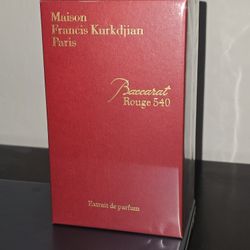 Maison
Francis Kurkdjian
Paris
Baccarat
Rouge 540
Extrait de parfum